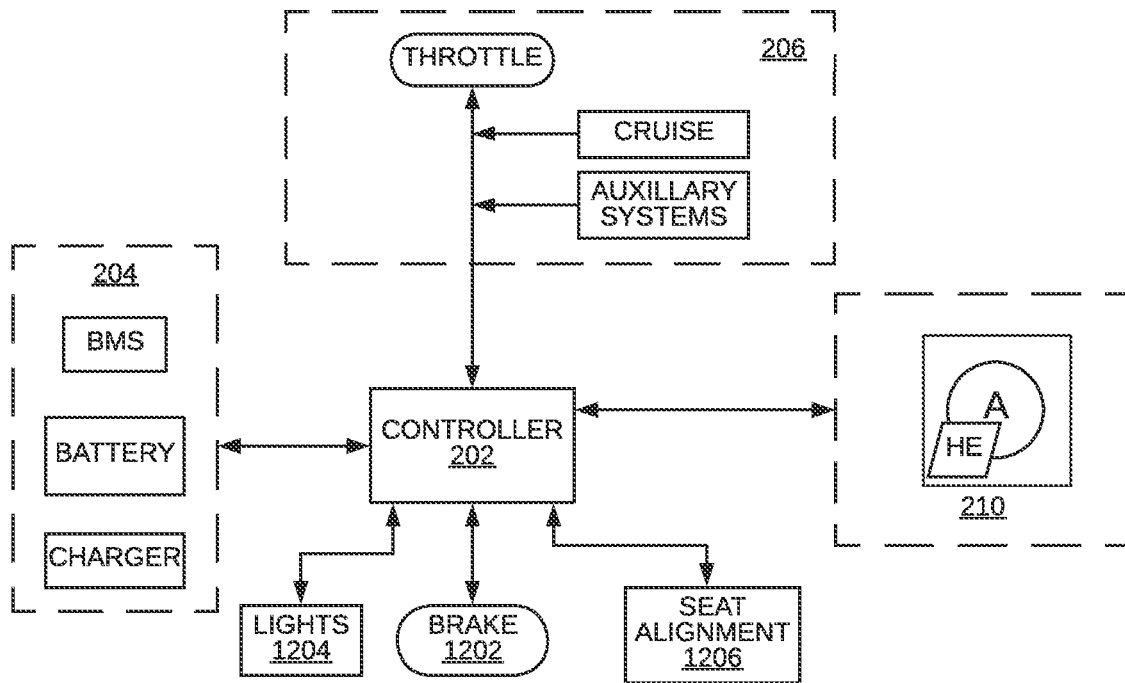 THROTTLE
206
CRUISE
AUXILLARY
SYSTEMS
204
BMS
BATTERY
CHARGER
CONTROLLER
202
A
HE
210
LIGHTS
1204
BRAKE
1202
SEAT
ALIGNMENT
1206